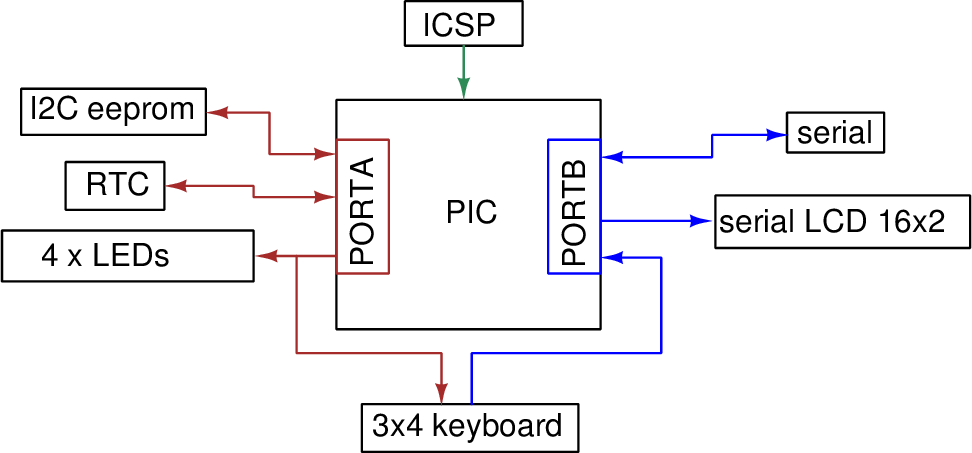 ICSP
I2C eeprom
serial
RTC
PORTA
PIC
PORTB
serial LCD 16x2
4 x LEDs
3x4 keyboard